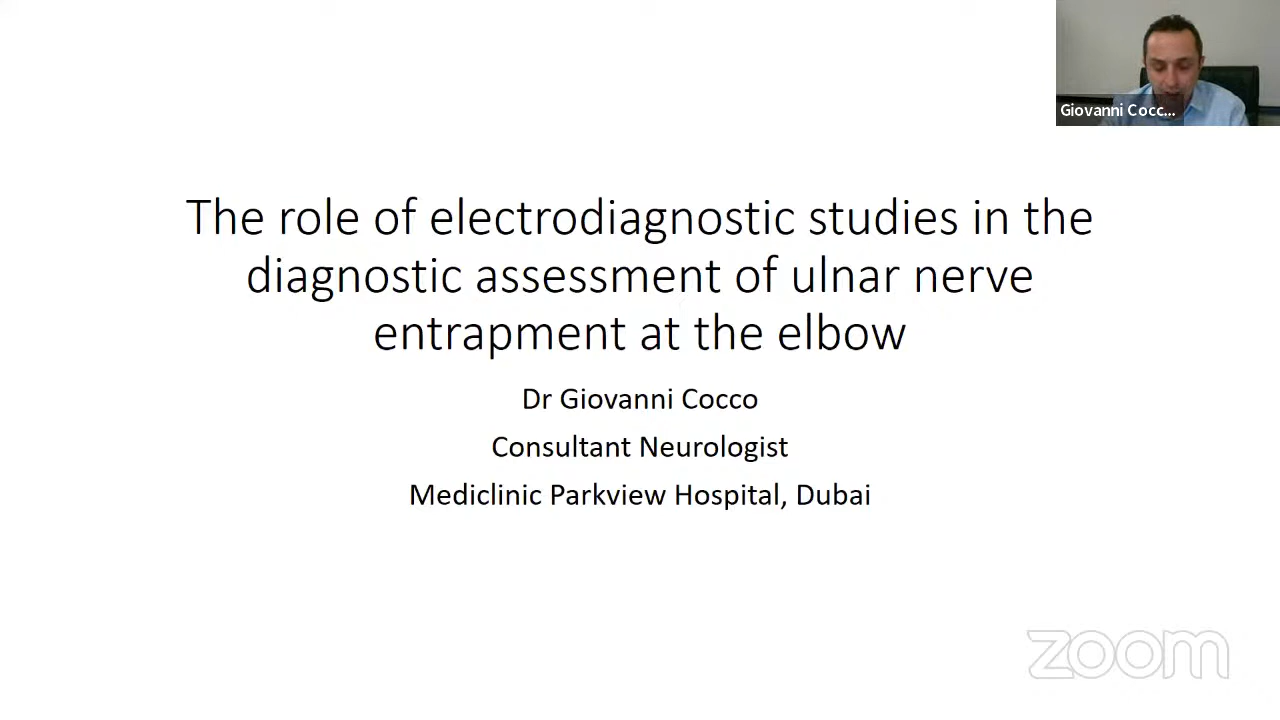 Giovanni Cocc...
The role of electrodiagnostic studies in the
diagnostic assessment of ulnar nerve
entrapment at the elbow
Dr Giovanni Cocco
Consultant Neurologist
Mediclinic Parkview Hospital, Dubai
zoom